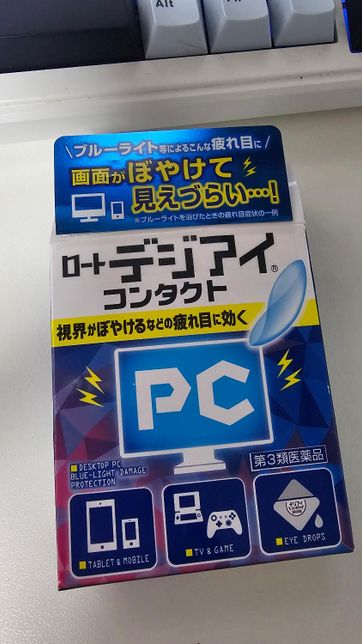 Alt
ブルーライト等によるこんな疲れ目に
画面がぼやけて
見えづらい…!
※ブルーライトを浴びたときの疲れ目症状の一例
ロート デジアイ®
コンタクト
視界がぼやけるなどの疲れ目に効く
PC
DESKTOP PC
BLUE-LIGHT DAMAGE
PROTECTION
第3類医薬品
TABLET & MOBILE
TV & GAME
EYE DROPS